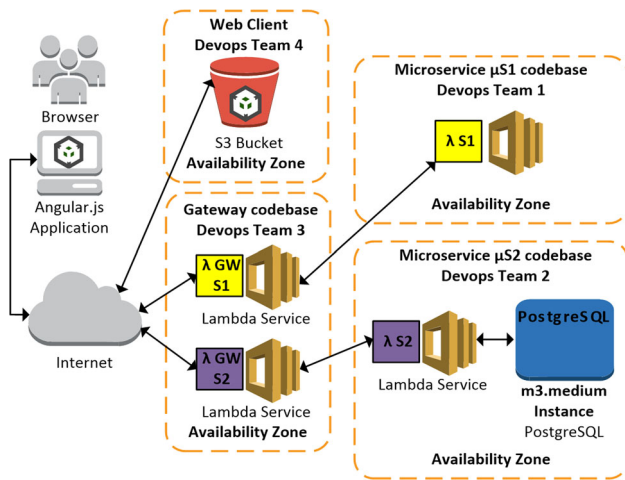 Browser
Angular.js
Application
Internet
Web Client
Devops Team 4
S3 Bucket
Availability Zone
Gateway codebase
Devops Team 3
λ GW
S1
Lambda Service
λ GW
S2
Lambda Service
Availability Zone
Microservice µS1 codebase
Devops Team 1
λ S1
Availability Zone
Microservice µS2 codebase
Devops Team 2
λ S2
Lambda Service
PostgreSQL
m3.medium
Instance
PostgreSQL
Availability Zone